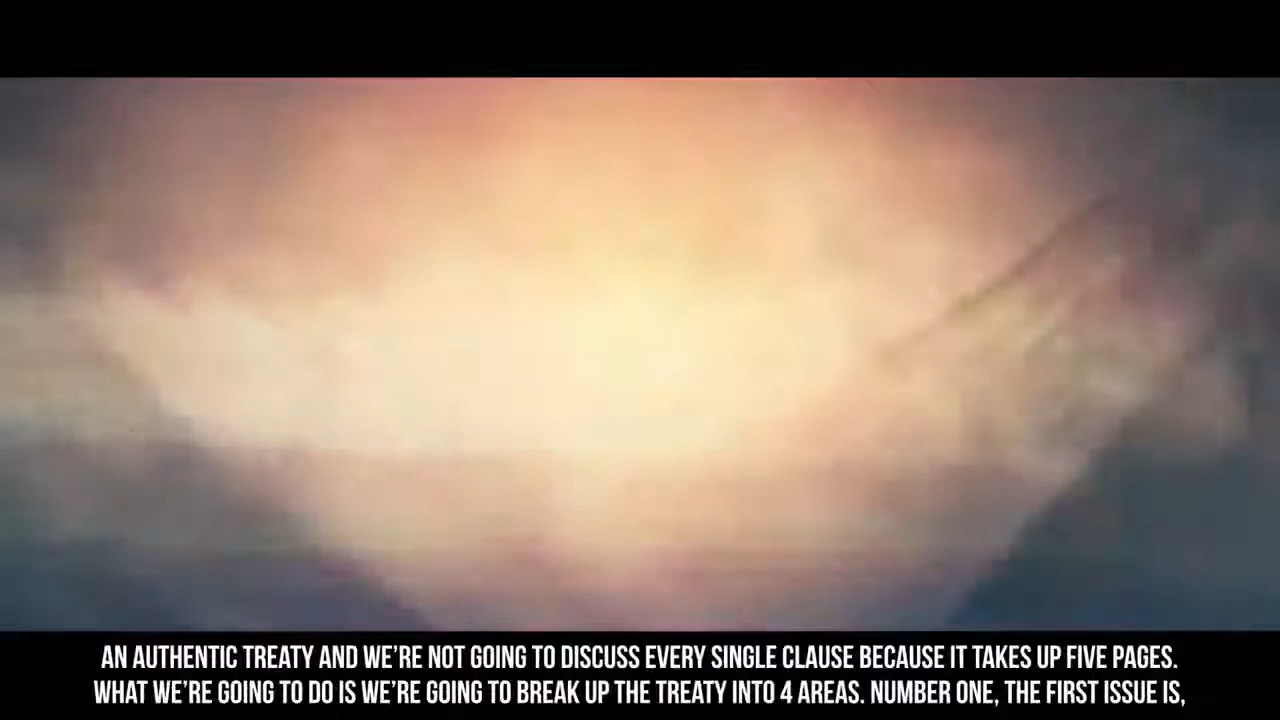 AN AUTHENTIC TREATY AND WE'RE NOT GOING TO DISCUSS EVERY SINGLE CLAUSE BECAUSE IT TAKES UP FIVE PAGES.
WHAT WE'RE GOING TO DO IS WE'RE GOING TO BREAK UP THE TREATY INTO 4 AREAS. NUMBER ONE, THE FIRST ISSUE IS,